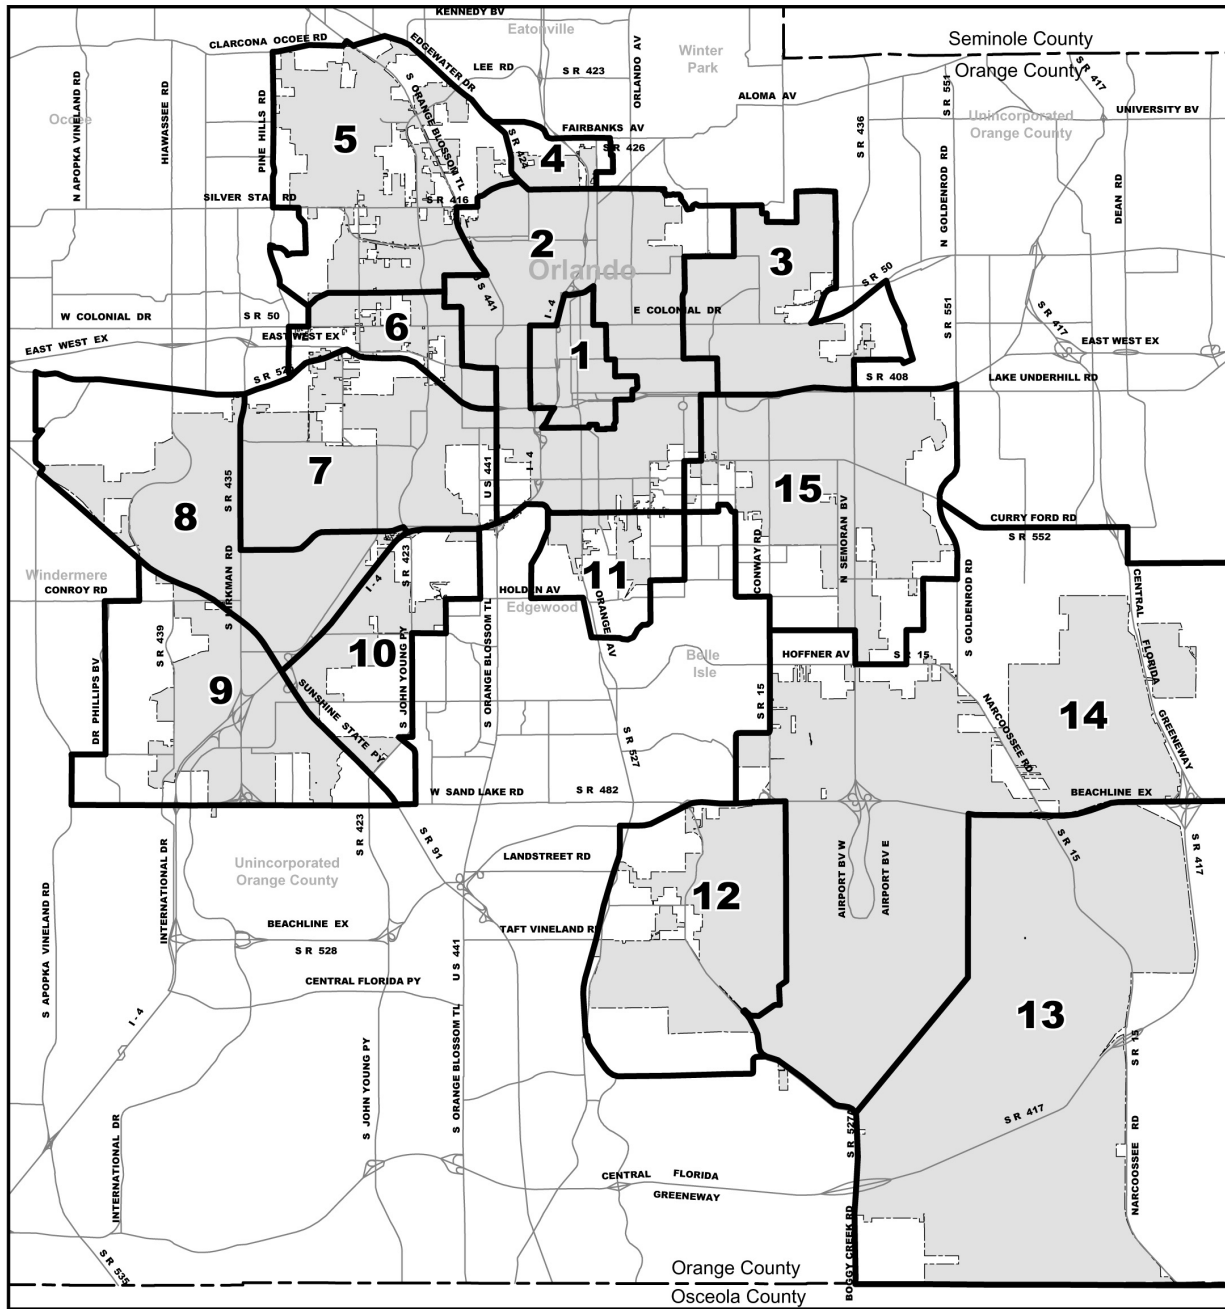 KENNEDY BV
Eatonville
CLARCONA OCOEE RD
EDGEWATER DR
LEE RD
S R 423
ORLANDO AV
Winter
Park
Seminole County
Orange County
S R 417
S R 551
ALOMA AV
UNIVERSITY BV
Unincorporated
Orange County
Ocoee
N APOPKA VINELAND RD
HIAWASSEE RD
PINE HILLS RD
5
S ORANGE BLOSSOM TL
S R 424
4
FAIRBANKS AV
S R 426
S R 436
N GOLDENROD RD
DEAN RD
SILVER STAR RD
S R 416
2
Orlando
3
S R 50
S 441
I - 4
E COLONIAL DR
W COLONIAL DR
S R 50
6
EAST WEST EX
EAST WEST EX
1
S R 551
S R 417
EAST WEST EX
S R 408
LAKE UNDERHILL RD
7
8
S R 435
U S 441
I - 4
15
N SEMORAN BV
CURRY FORD RD
S R 552
Windermere
CONROY RD
S KIRKMAN RD
I - 4
S R 423
HOLDEN AV
Edgewood
11
S ORANGE AV
CONWAY RD
S GOLDENROD RD
CENTRAL
FLORIDA
GREENEWAY
S R 439
DR PHILLIPS BV
9
10
SUNSHINE STATE PY
S JOHN YOUNG PY
S ORANGE BLOSSOM TL
Belle
Isle
HOFFNER AV
S R 15
S R 15
NARCOOSSEE RD
14
S R 527
W SAND LAKE RD
S R 482
BEACHLINE EX
S R 423
S R 91
S R 15
S R 417
Unincorporated
Orange County
INTERNATIONAL DR
LANDSTREET RD
12
AIRPORT BV W
AIRPORT BV E
S APOPKA VINELAND RD
BEACHLINE EX
S R 528
TAFT VINELAND RD
U S 441
CENTRAL FLORIDA PY
I - 4
13
S R 15
S JOHN YOUNG PY
S ORANGE BLOSSOM TL
S R 417
S R 527A
INTERNATIONAL DR
CENTRAL FLORIDA
GREENEWAY
NARCOOSSEE RD
BOGGY CREEK RD
S R 535
Orange County
Osceola County